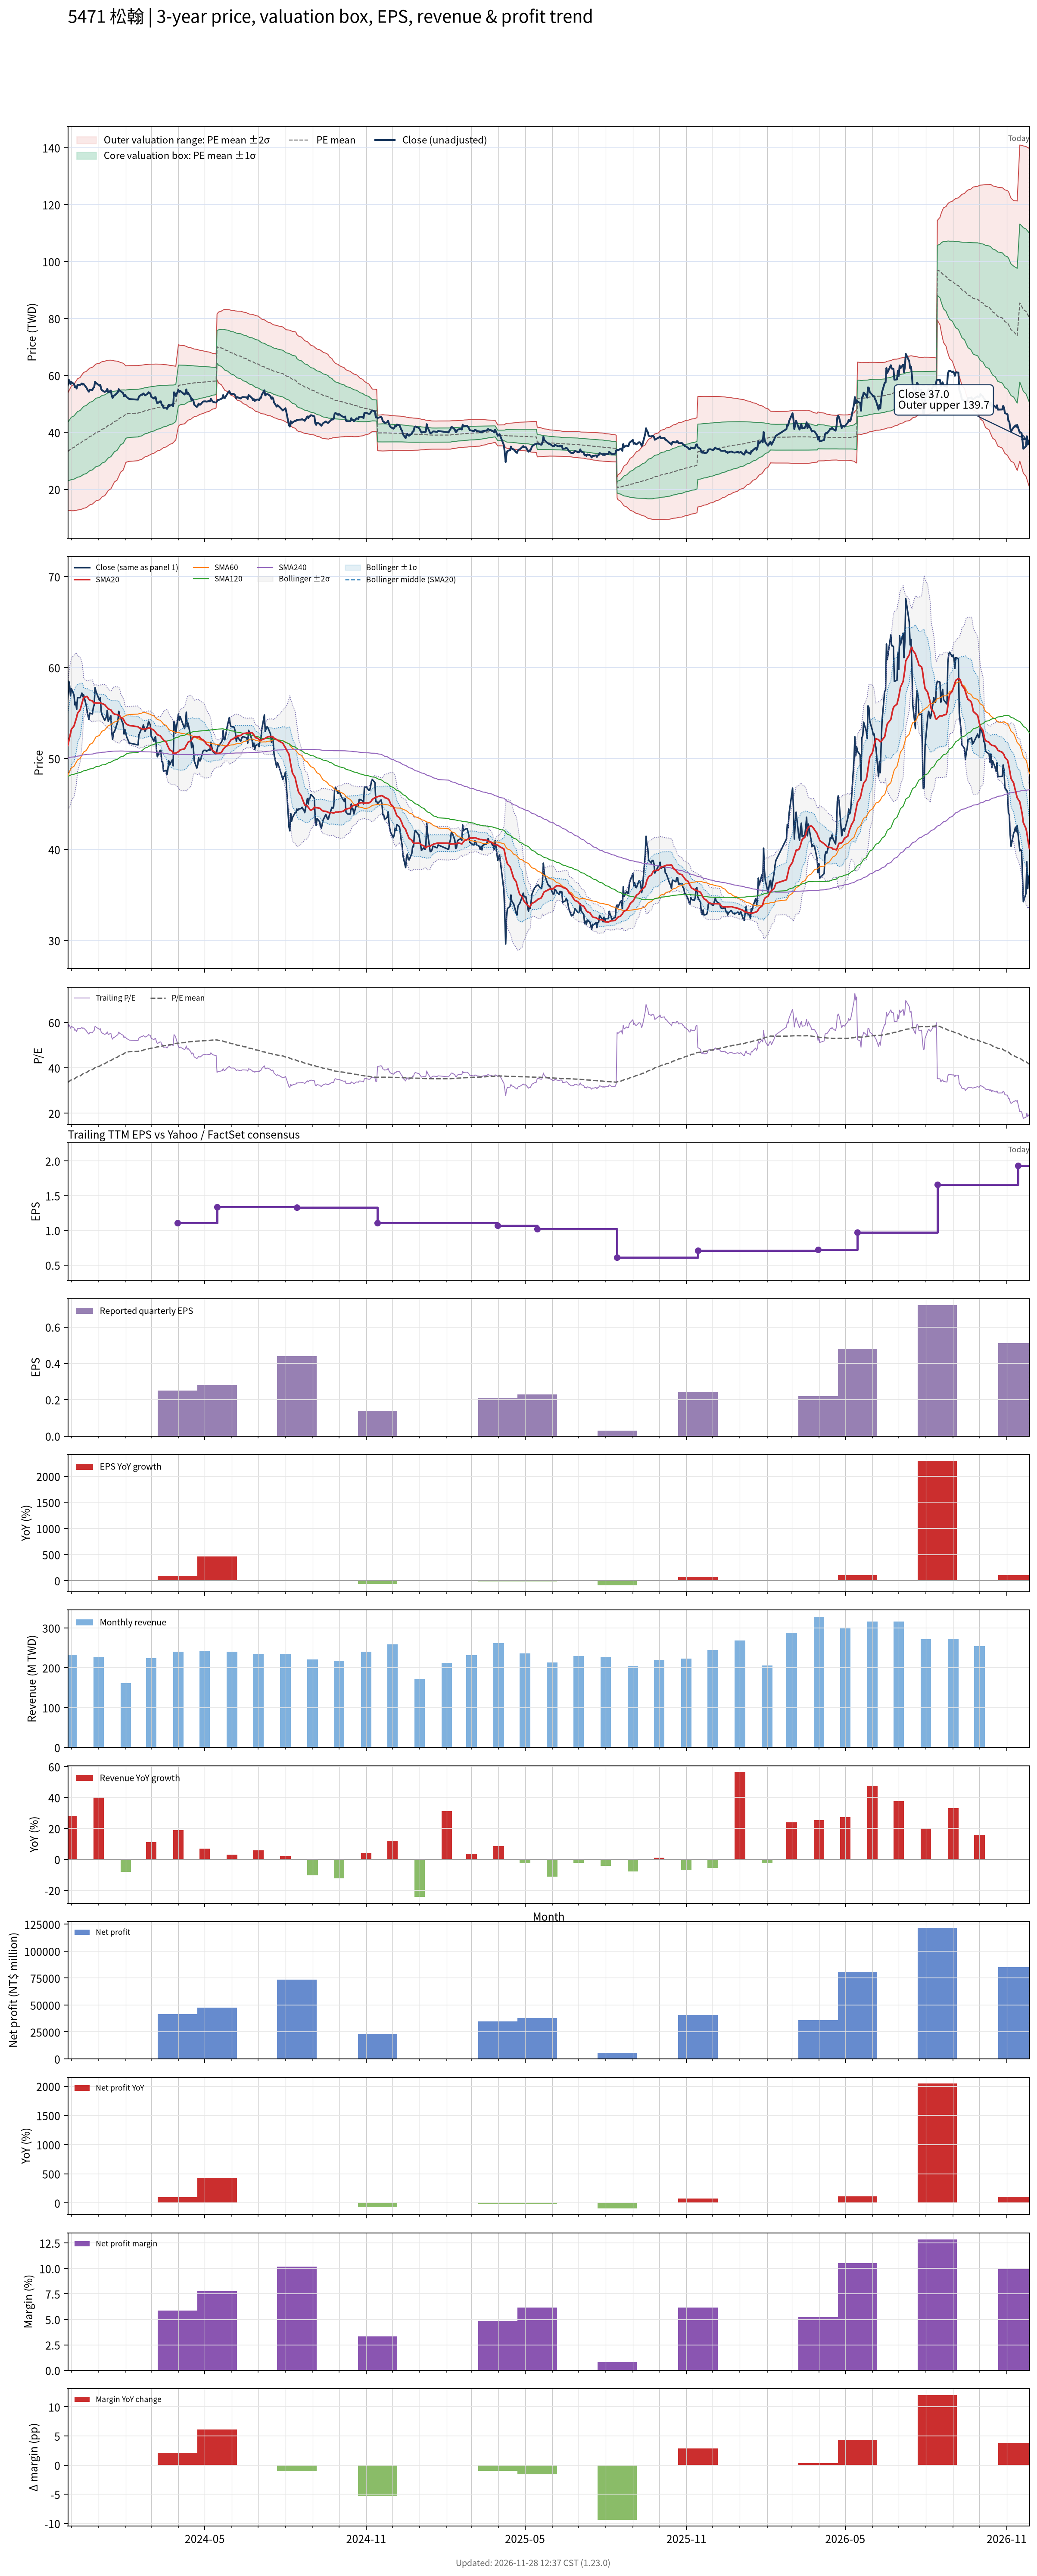 5471 松翰 | 3-year price, valuation box, EPS, revenue & profit trend
Outer valuation range: PE mean ±2σ
PE mean
Close (unadjusted)
Core valuation box: PE mean ±1σ
Today
Price (TWD)
140
120
100
80
60
40
20
Close 37.0
Outer upper 139.7
Close (same as panel 1)
SMA20
SMA60
SMA120
SMA240
Bollinger ±2σ
Bollinger ±1σ
Bollinger middle (SMA20)
Price
70
60
50
40
30
Trailing P/E
P/E mean
P/E
60
40
20
Trailing TTM EPS vs Yahoo / FactSet consensus
Today
EPS
2.0
1.5
1.0
0.5
Reported quarterly EPS
EPS
0.6
0.4
0.2
0.0
EPS YoY growth
YoY (%)
2000
1500
1000
500
0
Monthly revenue
Revenue (M TWD)
300
200
100
0
Revenue YoY growth
YoY (%)
60
40
20
0
-20
Month
Net profit
Net profit (NT$ million)
125000
100000
75000
50000
25000
0
Net profit YoY
YoY (%)
2000
1500
1000
500
0
Net profit margin
Margin (%)
12.5
10.0
7.5
5.0
2.5
0.0
Margin YoY change
Δ margin (pp)
10
5
0
-5
-10
2024-05
2024-11
2025-05
2025-11
2026-05
2026-11
Updated: 2026-11-28 12:37 CST (1.23.0)